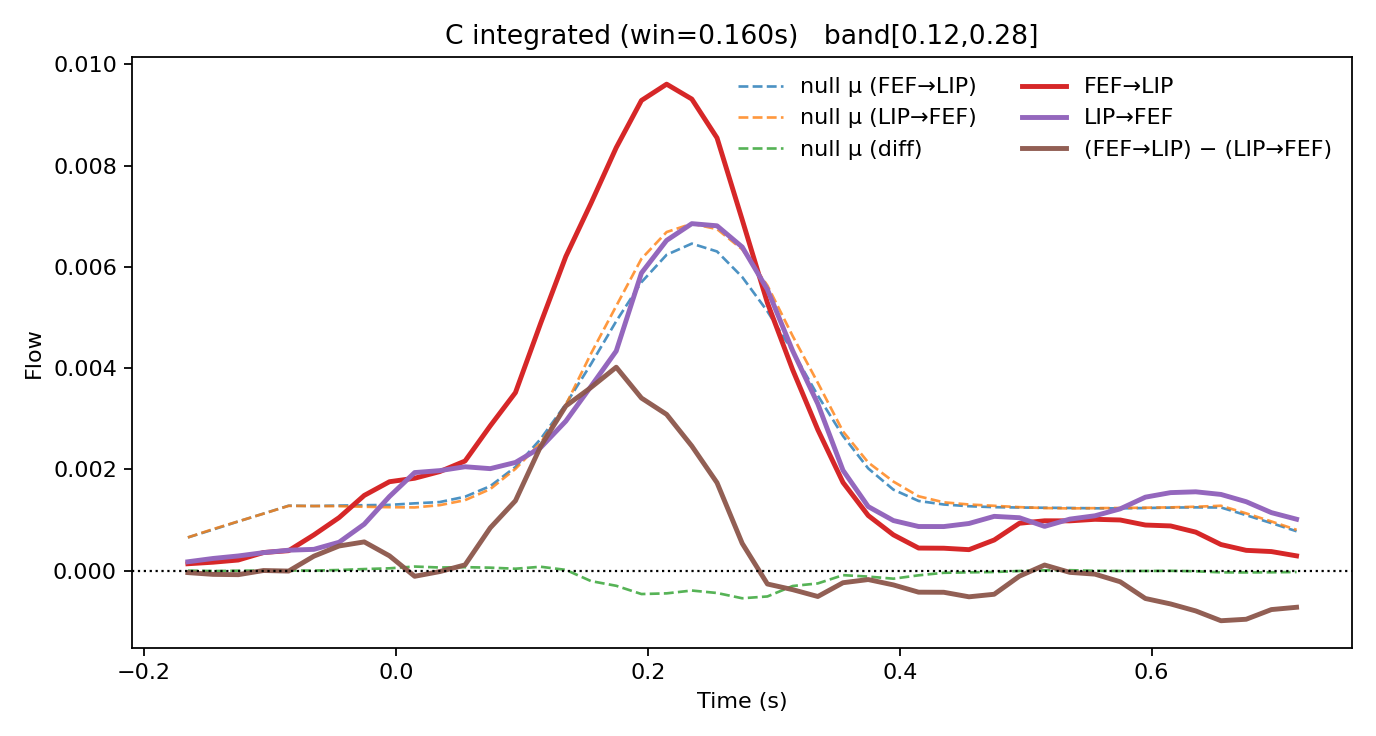 C integrated (win=0.160s)   band[0.12,0.28]
0.010
0.008
0.006
0.004
0.002
0.000
Flow
null μ (FEF→LIP)
null μ (LIP→FEF)
null μ (diff)
FEF→LIP
LIP→FEF
(FEF→LIP) − (LIP→FEF)
−0.2
0.0
0.2
0.4
0.6
Time (s)